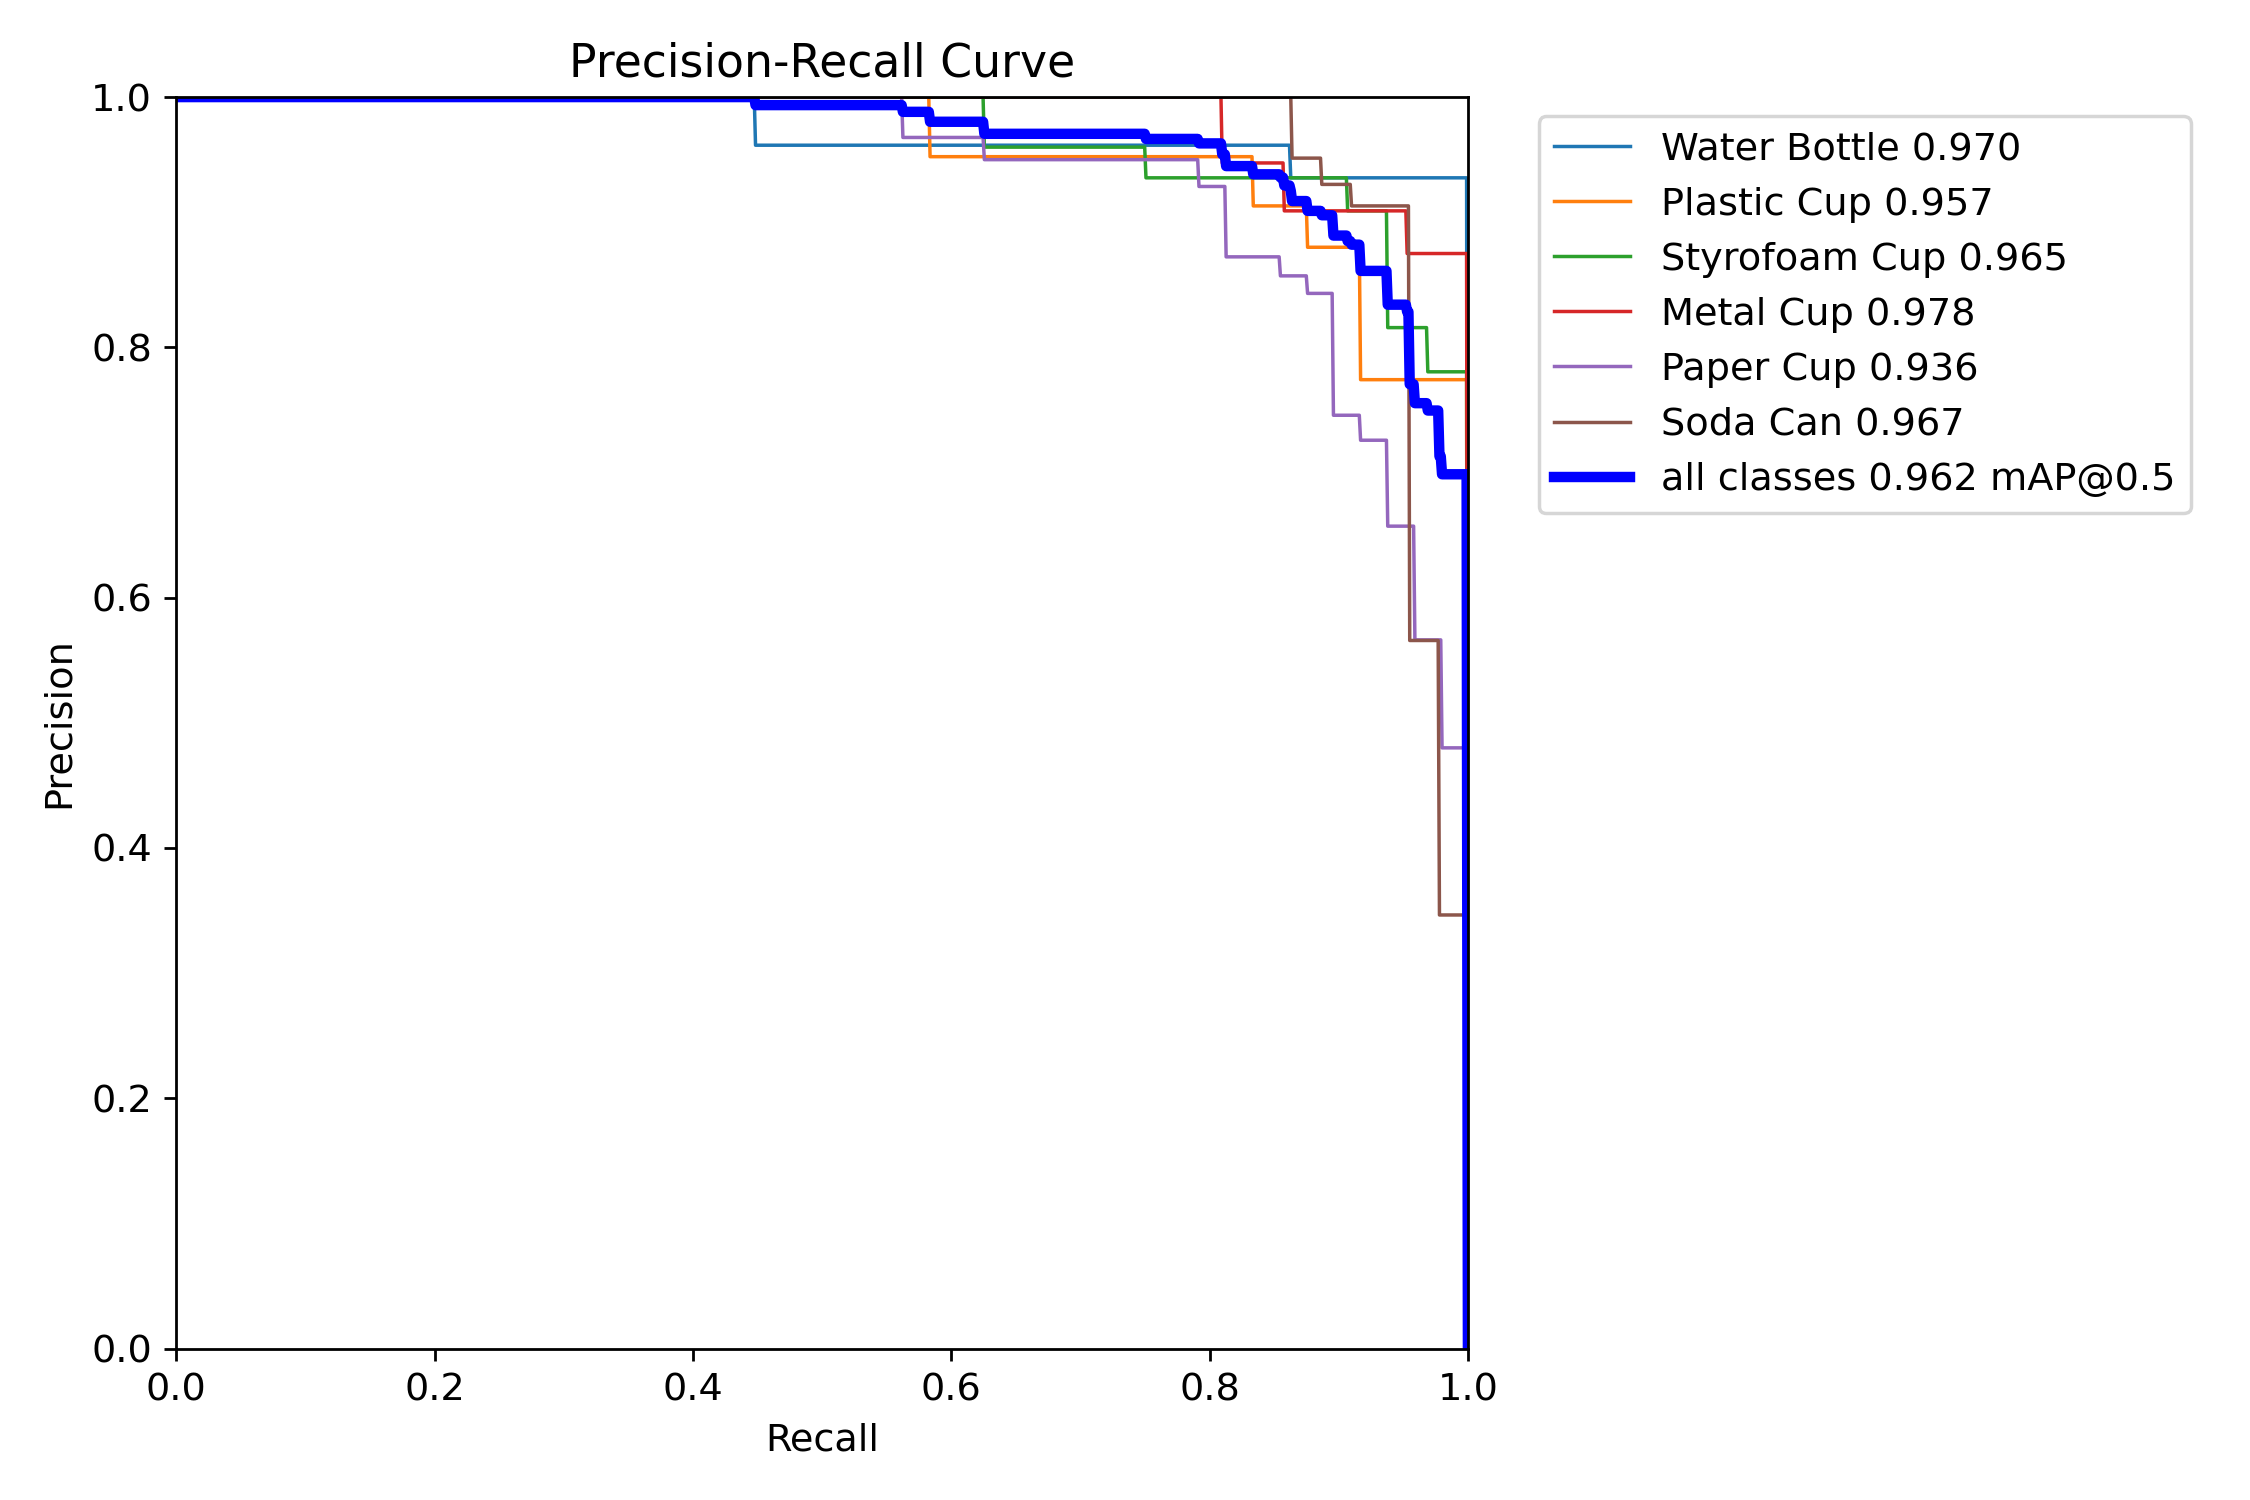 Precision-Recall Curve
1.0
0.8
0.6
0.4
0.2
0.0
Precision
0.0 0.2 0.4 0.6 0.8 1.0
Recall
Water Bottle 0.970
Plastic Cup 0.957
Styrofoam Cup 0.965
Metal Cup 0.978
Paper Cup 0.936
Soda Can 0.967
all classes 0.962 mAP@0.5